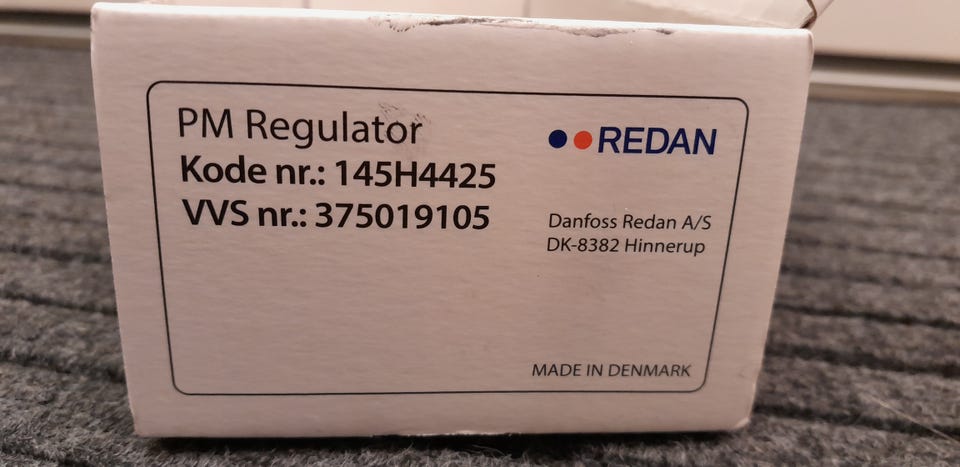 PM Regulator
Kode nr.: 145H4425
VVS nr.: 375019105
REDAN
Danfoss Redan A/S
DK-8382 Hinnerup
MADE IN DENMARK